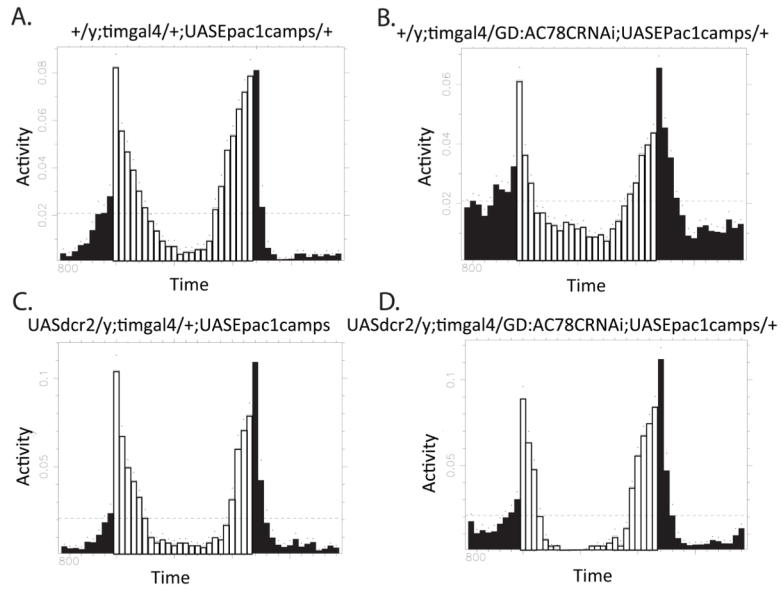 A.
+/y;timgal4/+;UASEpac1camps/+
Activity
0.02
0.04
0.06
0.08
800
Time
B.
+/y;timgal4/GD:AC78CRNAi;UASEPac1camps/+
Activity
0.02
0.04
0.06
800
Time
C.
UASdcr2/y;timgal4/+;UASEpac1camps
Activity
0.05
0.1
800
Time
D.
UASdcr2/y;timgal4/GD:AC78CRNAi;UASEpac1camps/+
Activity
0.05
0.1
800
Time